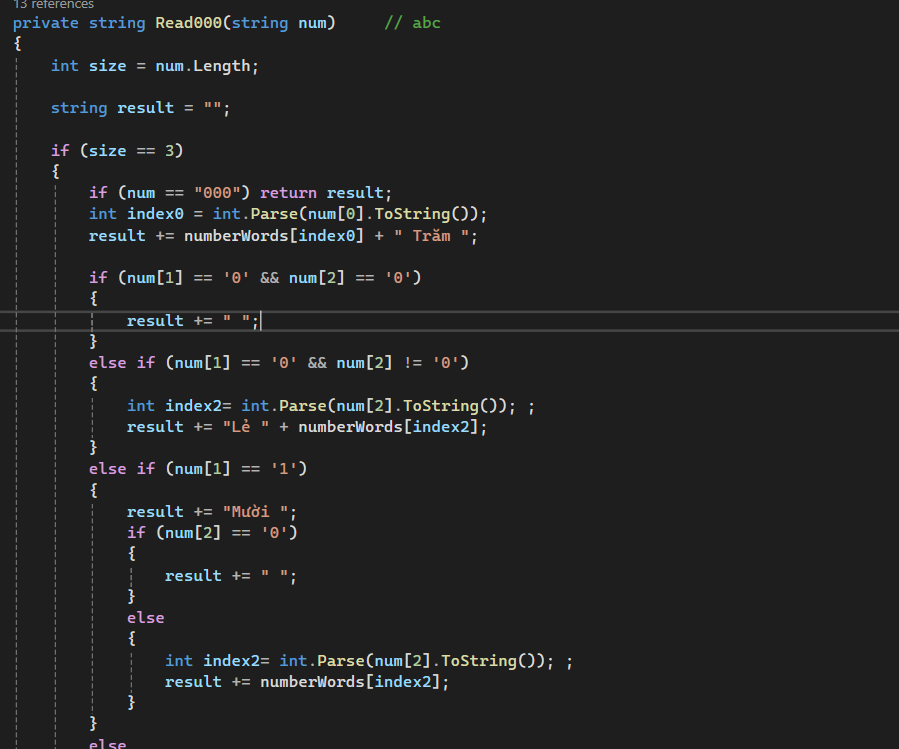 13 references
private string Read000(string num)     // abc
{
    int size = num.Length;
    string result = "";
    if (size == 3)
    {
        if (num == "000") return result;
        int index0 = int.Parse(num[0].ToString());
        result += numberWords[index0] + " Trăm ";
        if (num[1] == '0' && num[2] == '0')
        {
            result += " ";
        }
        else if (num[1] == '0' && num[2] != '0')
        {
            int index2= int.Parse(num[2].ToString()); ;
            result += "Lẻ " + numberWords[index2];
        }
        else if (num[1] == '1')
        {
            result += "Mười ";
            if (num[2] == '0')
            {
                result += " ";
            }
            else
            {
                int index2= int.Parse(num[2].ToString()); ;
                result += numberWords[index2];
            }
        }
        else